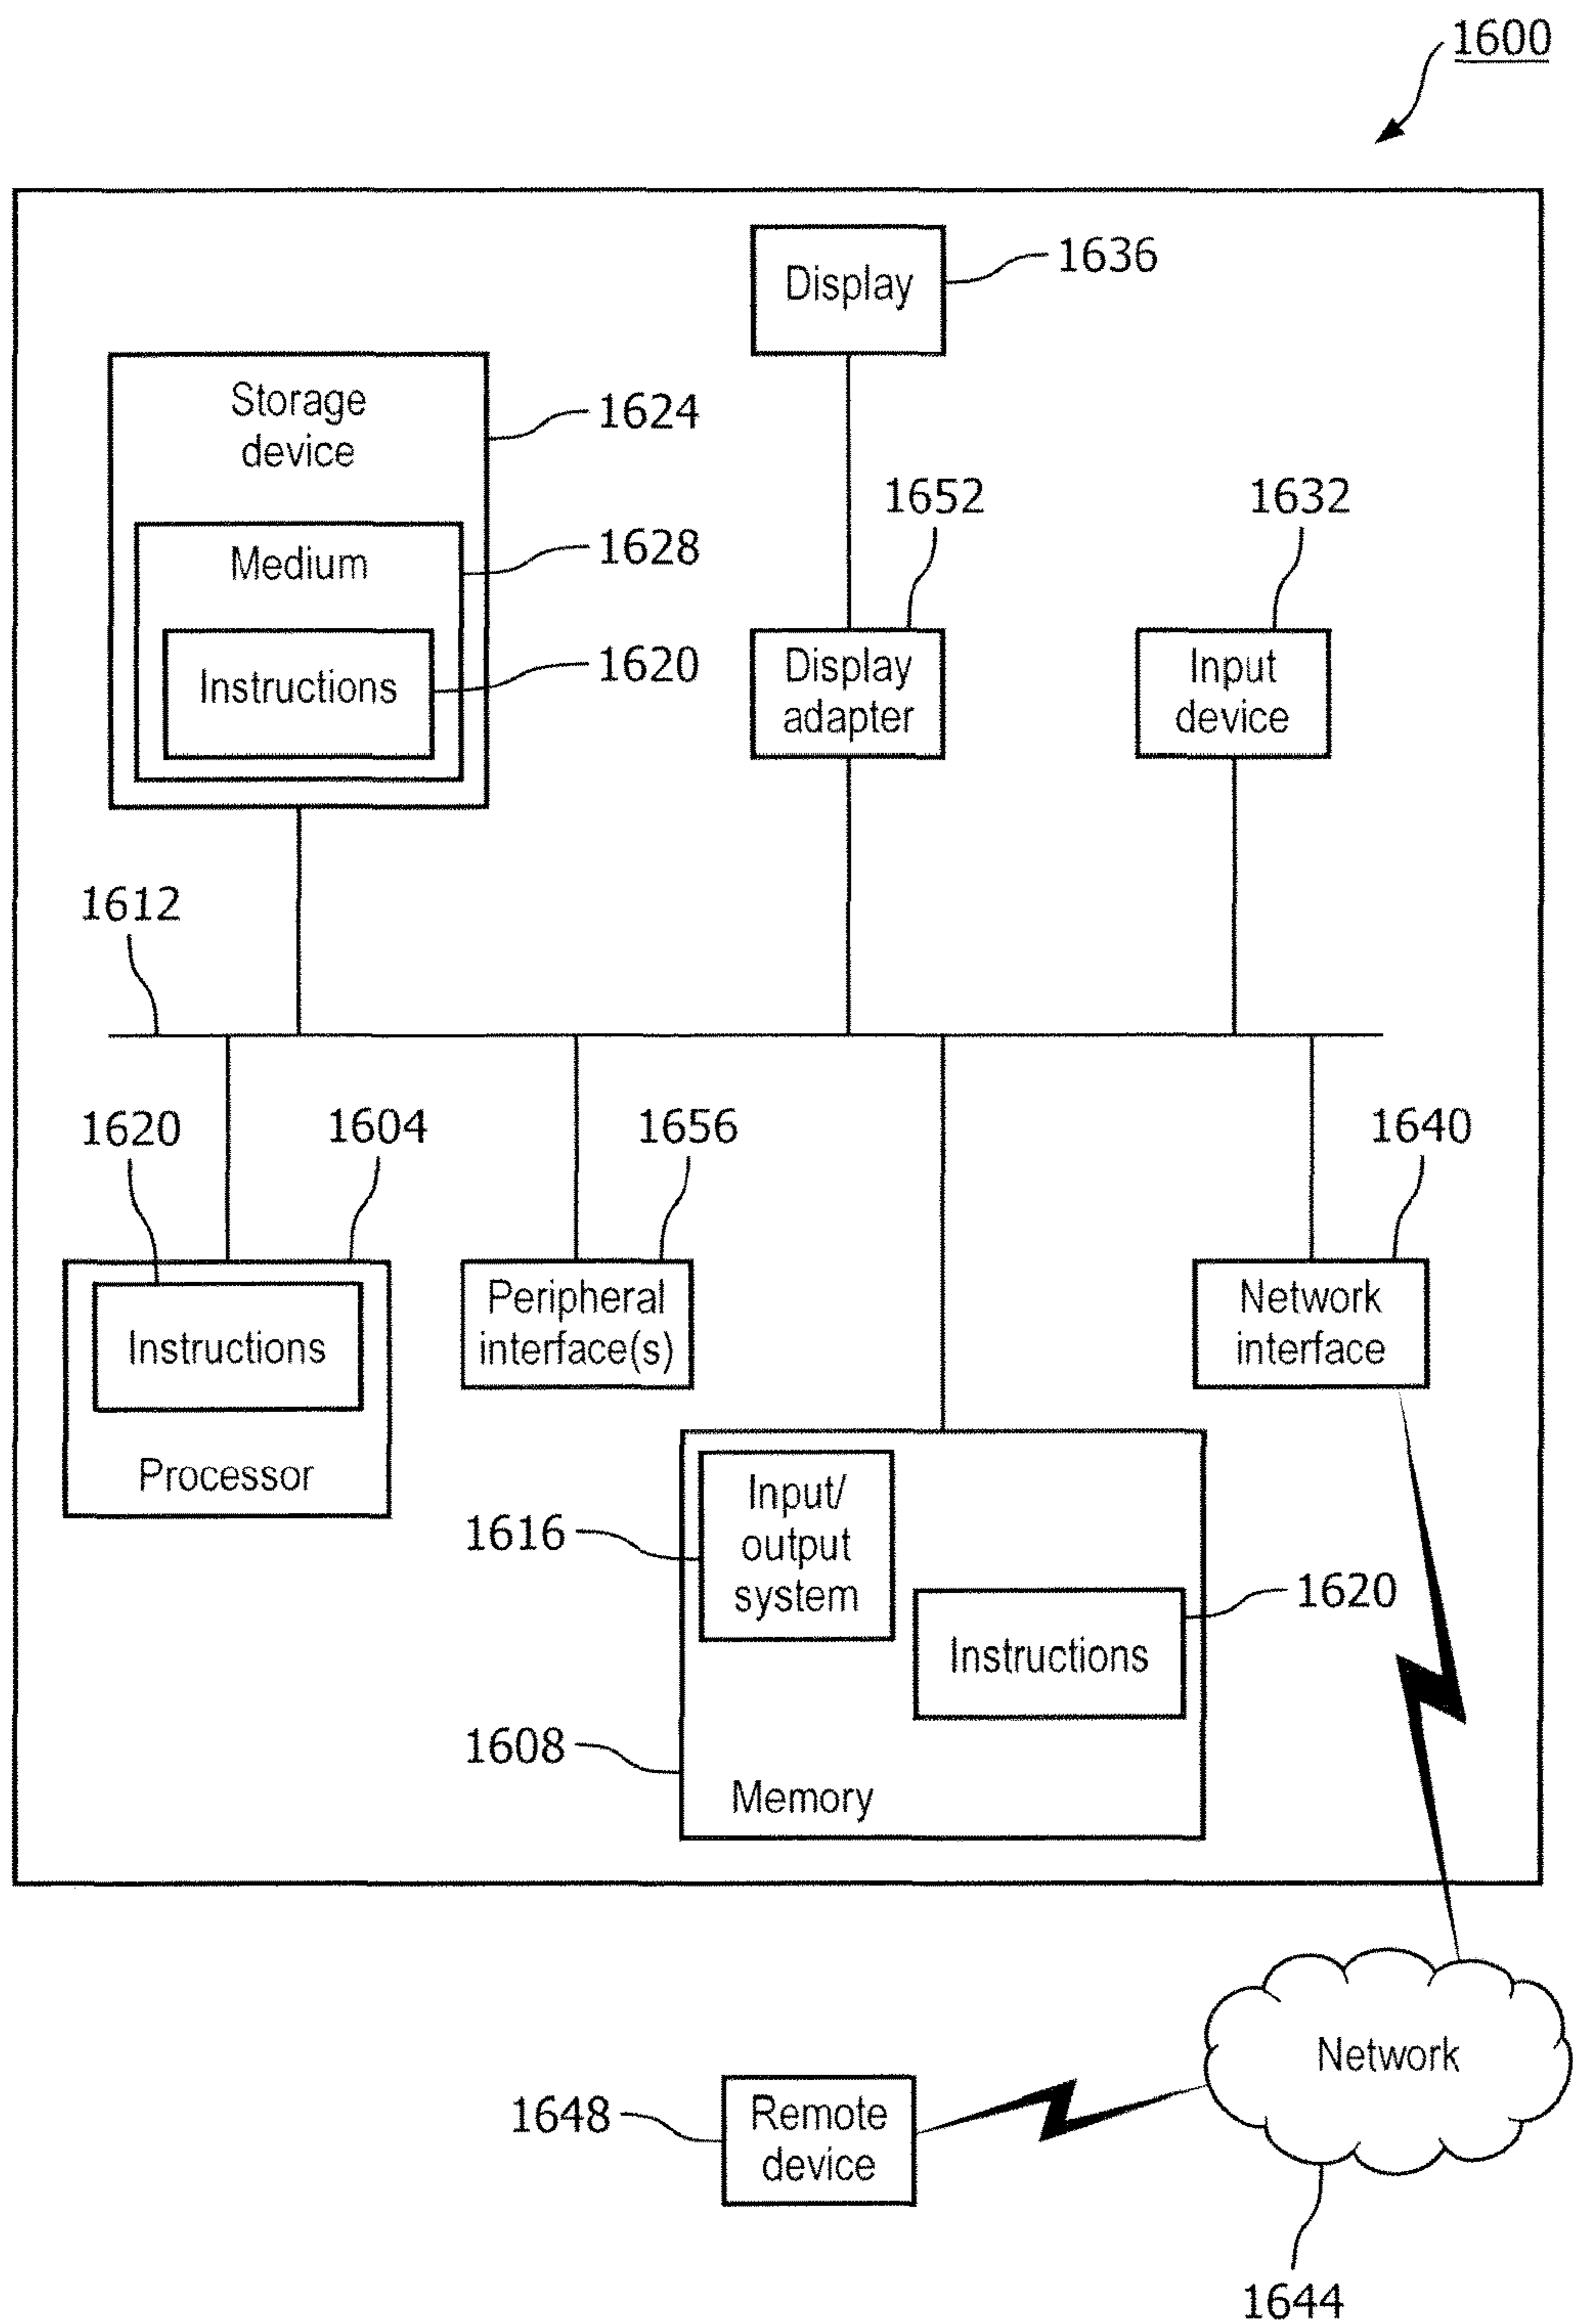 1600
Display
1636
Storage
device
1624
1652
1632
Medium
1628
Instructions
1620
Display
adapter
Input
device
1612
1620
1604
1656
1640
Instructions
Processor
Peripheral
interface(s)
Network
interface
Input/
output
system
1616
Instructions
1620
1608
Memory
Network
1648
Remote
device
1644